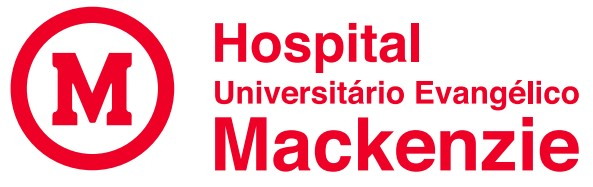 M
Hospital
Universitário Evangélico
Mackenzie